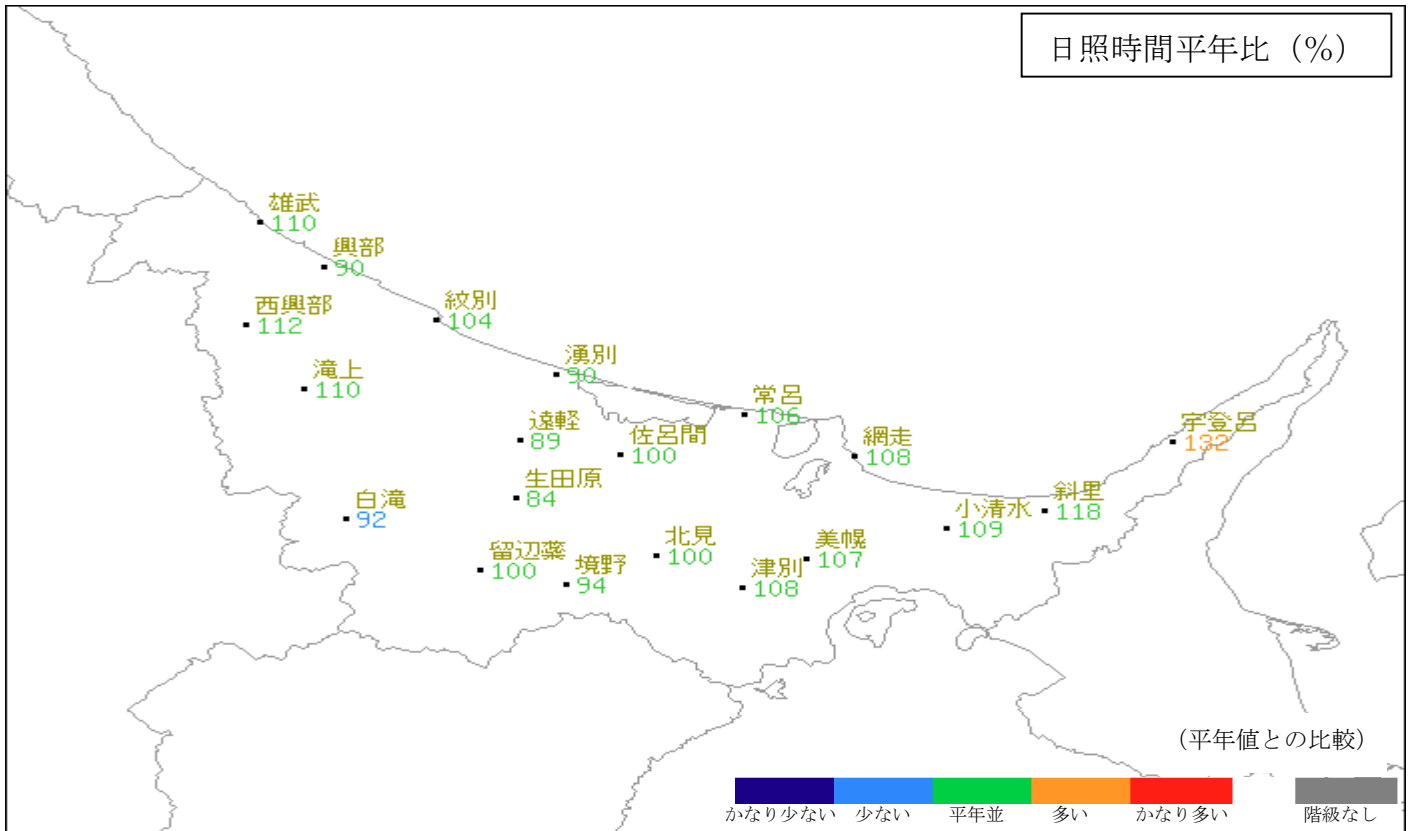 日照時間平年比（%）
雄武
110
興部
90
西興部
112
紋別
104
滝上
110
湧別
90
常呂
106
遠軽
89
佐呂間
100
網走
108
宇登呂
132
生田原
84
白滝
92
斜里
118
小清水
109
留辺蘂
100
境野
94
北見
100
美幌
107
津別
108
（平年値との比較）
かなり少ない 少ない 平年並 多い かなり多い 階級なし